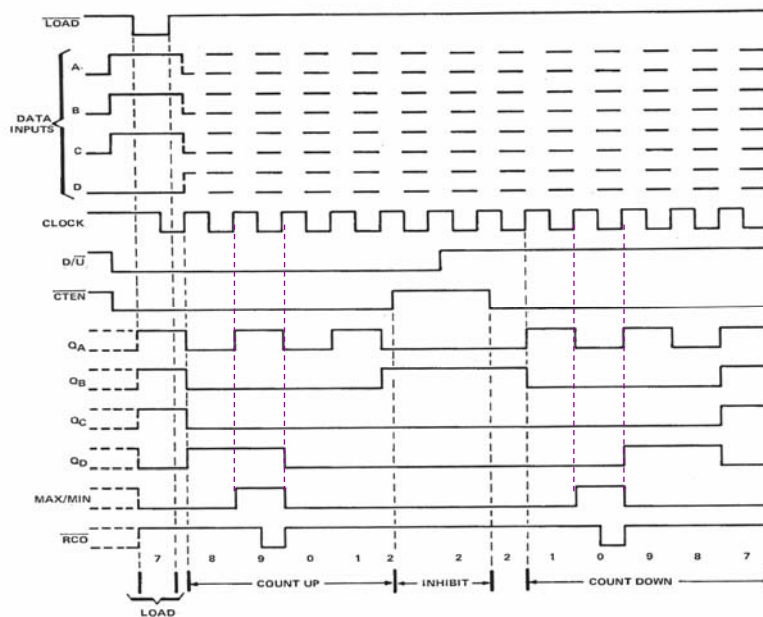 LOAD
A
B
DATA
INPUTS
C
D
CLOCK
D/U
CTEN
QA
QB
QC
QD
MAX/MIN
RCO
7 8 9 0 1 2 2 2 1 0 9 8 7
COUNT UP INHIBIT COUNT DOWN
LOAD